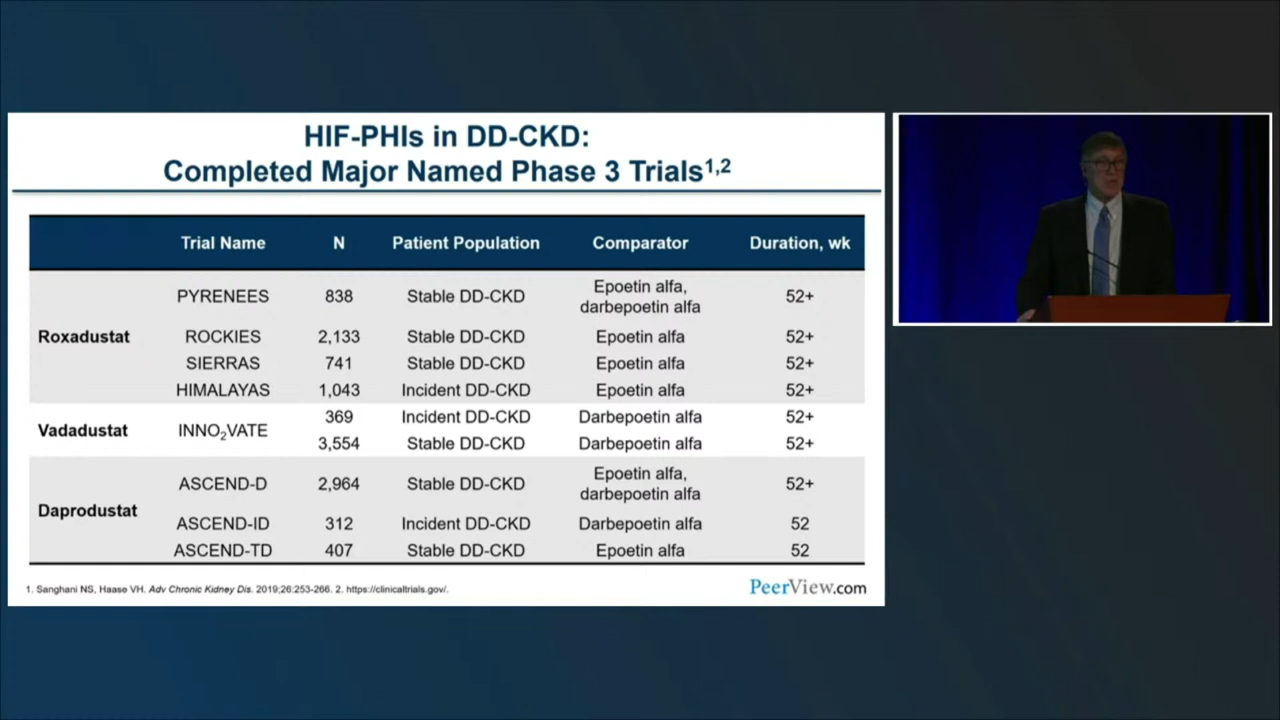 HIF-PHIs in DD-CKD:
Completed Major Named Phase 3 Trials1,2
Trial Name N Patient Population Comparator Duration, wk
Roxadustat
PYRENEES 838 Stable DD-CKD Epoetin alfa, darbepoetin alfa 52+
ROCKIES 2,133 Stable DD-CKD Epoetin alfa 52+
SIERRAS 741 Stable DD-CKD Epoetin alfa 52+
HIMALAYAS 1,043 Incident DD-CKD Epoetin alfa 52+
Vadadustat
INNO2VATE
369 Incident DD-CKD Darbepoetin alfa 52+
3,554 Stable DD-CKD Darbepoetin alfa 52+
Daprodustat
ASCEND-D 2,964 Stable DD-CKD Epoetin alfa, darbepoetin alfa 52+
ASCEND-ID 312 Incident DD-CKD Darbepoetin alfa 52
ASCEND-TD 407 Stable DD-CKD Epoetin alfa 52
1. Sanghani NS, Haase VH. Adv Chronic Kidney Dis. 2019;26:253-266. 2. https://clinicaltrials.gov/.
PeerView.com